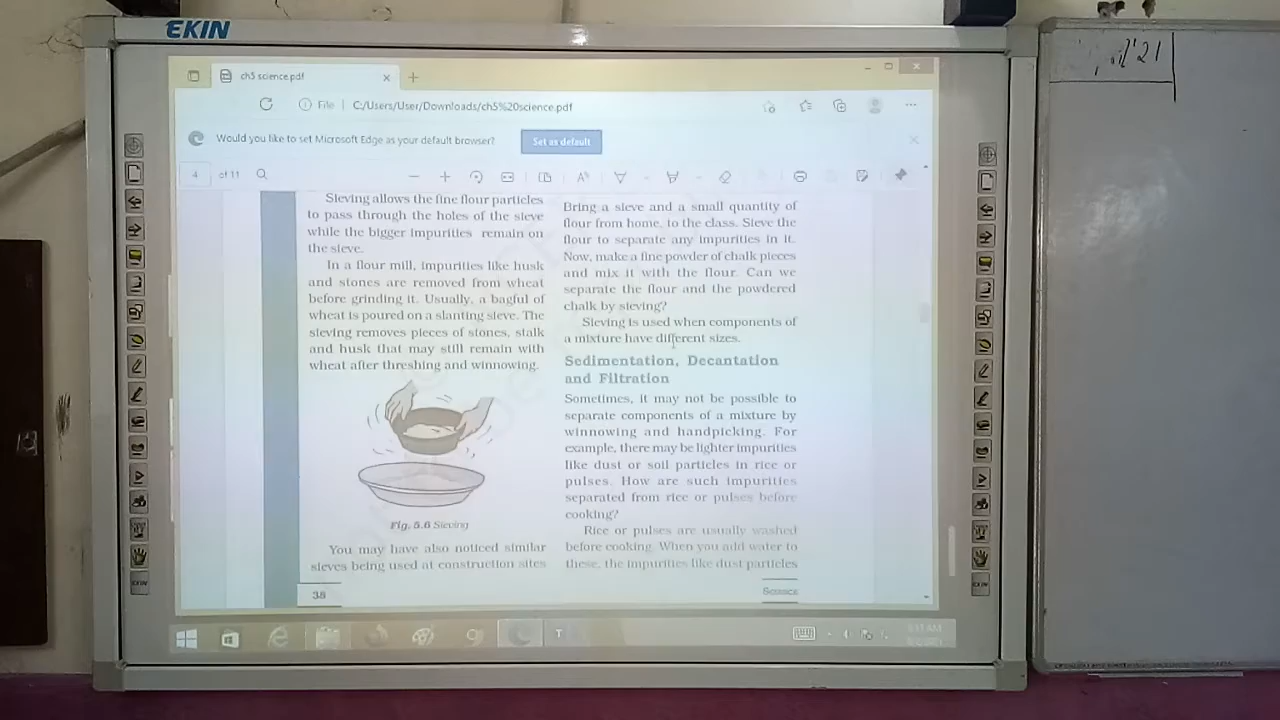 EKIN
ch5 science.pdf
File | C:/Users/User/Downloads/ch5%20science.pdf
Would you like to set Microsoft Edge as your default browser?
Set as default
4 of 11
Sieving allows the fine flour particles
to pass through the holes of the sieve
while the bigger impurities remain on
the sieve.
In a flour mill, impurities like husk
and stones are removed from wheat
before grinding it. Usually, a bagful of
wheat is poured on a slanting sieve. The
sieving removes pieces of stones, stalk
and husk that may still remain with
wheat after threshing and winnowing.
Fig. 5.6 Sieving
You may have also noticed similar
sieves being used at construction sites
38
Bring a sieve and a small quantity of
flour from home, to the class. Sieve the
flour to separate any impurities in it.
Now, make a fine powder of chalk pieces
and mix it with the flour. Can we
separate the flour and the powdered
chalk by sieving?
Sieving is used when components of
a mixture have different sizes.
Sedimentation, Decantation
and Filtration
Sometimes, it may not be possible to
separate components of a mixture by
winnowing and handpicking. For
example, there may be lighter impurities
like dust or soil particles in rice or
pulses. How are such impurities
separated from rice or pulses before
cooking?
Rice or pulses are usually washed
before cooking. When you add water to
these, the impurities like dust particles
Science
EKIN
EKIN